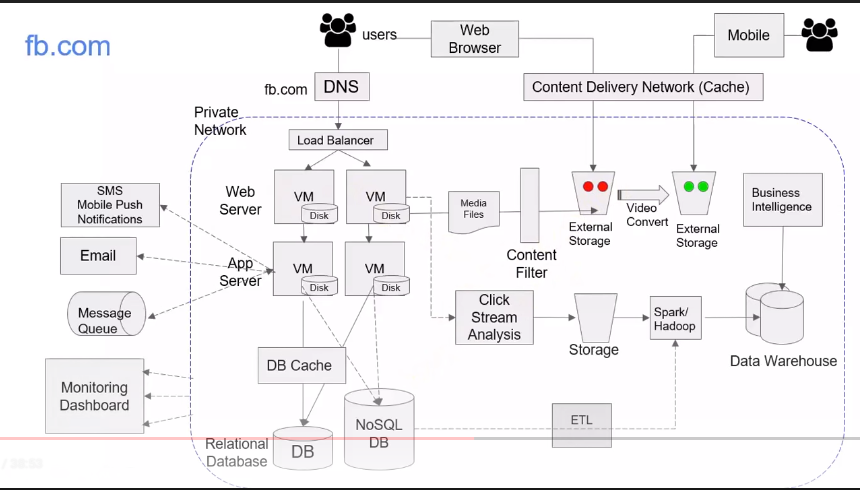 fb.com
users
Web
Browser
Mobile
fb.com
DNS
Content Delivery Network (Cache)
Private
Network
Load Balancer
Web
Server
VM
Disk
VM
Disk
Media
Files
Content
Filter
External
Storage
Video
Convert
External
Storage
Business
Intelligence
SMS
Mobile Push
Notifications
Email
Message
Queue
App
Server
VM
Disk
VM
Disk
Click
Stream
Analysis
Storage
Spark/
Hadoop
Data Warehouse
Monitoring
Dashboard
DB Cache
Relational
Database
DB
NoSQL
DB
ETL